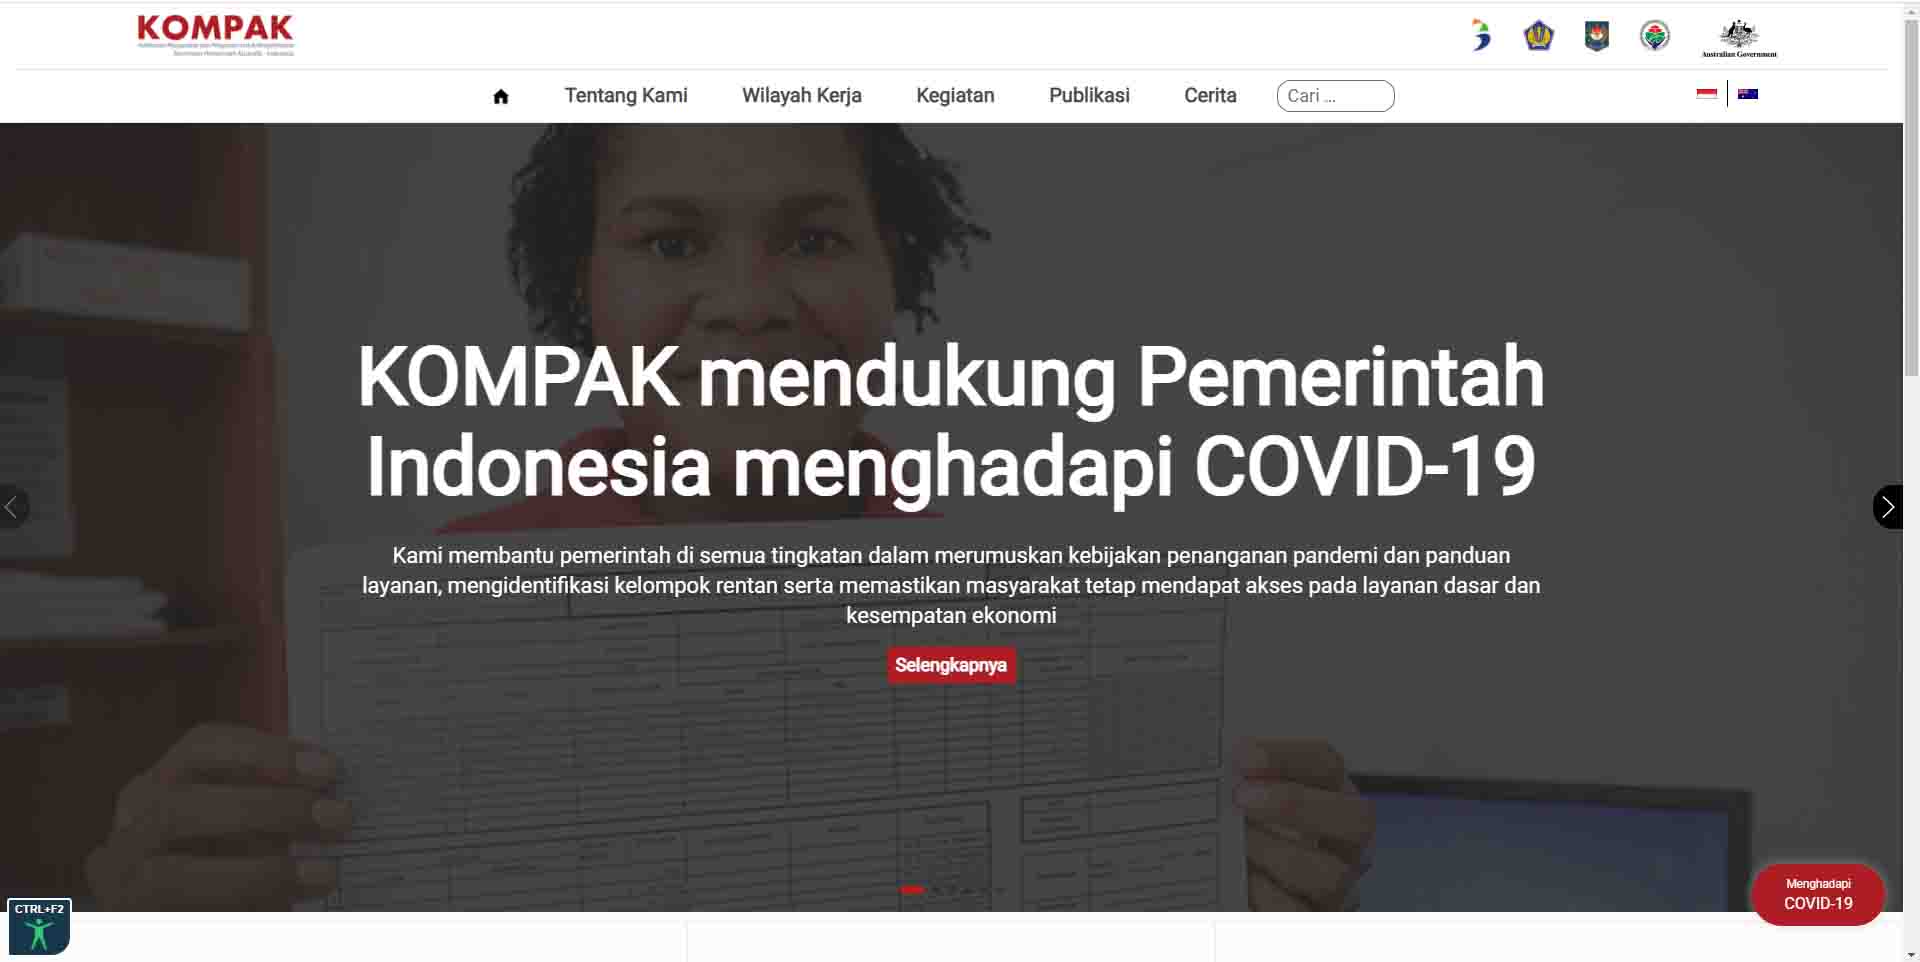 KOMPAK
Australian Government
Tentang Kami
Wilayah Kerja
Kegiatan
Publikasi
Cerita
Cari ...
KOMPAK mendukung Pemerintah
Indonesia menghadapi COVID-19
Kami membantu pemerintah di semua tingkatan dalam merumuskan kebijakan penanganan pandemi dan panduan
layanan, mengidentifikasi kelompok rentan serta memastikan masyarakat tetap mendapat akses pada layanan dasar dan
kesempatan ekonomi
Selengkapnya
Menghadapi
COVID-19
CTRL+F2